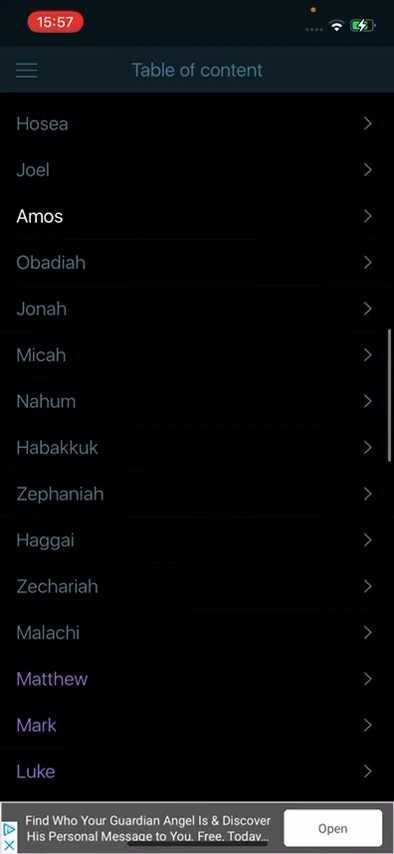 15:57
Table of content
Hosea
Joel
Amos
Obadiah
Jonah
Micah
Nahum
Habakkuk
Zephaniah
Haggai
Zechariah
Malachi
Matthew
Mark
Luke
Find Who Your Guardian Angel Is & Discover
His Personal Message to You. Free. Today...
Open